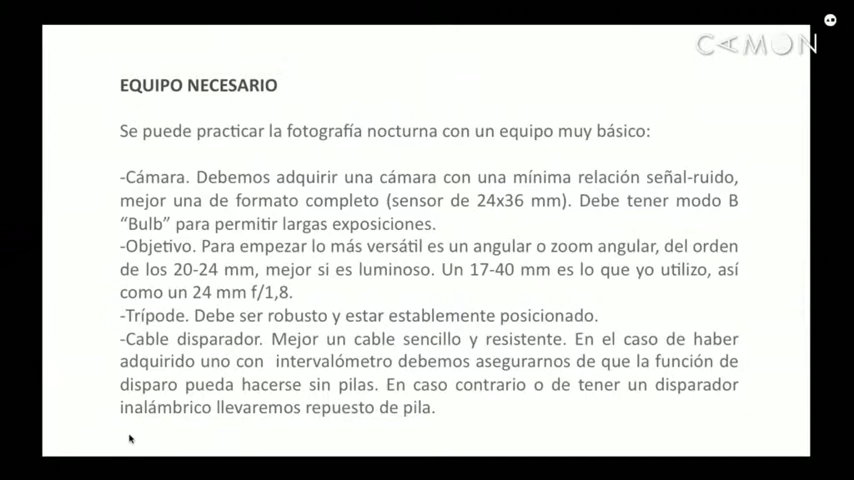 CAMON
EQUIPO NECESARIO
Se puede practicar la fotografía nocturna con un equipo muy básico:
-Cámara. Debemos adquirir una cámara con una mínima relación señal-ruido,
mejor una de formato completo (sensor de 24x36 mm). Debe tener modo B
“Bulb” para permitir largas exposiciones.
-Objetivo. Para empezar lo más versátil es un angular o zoom angular, del orden
de los 20-24 mm, mejor si es luminoso. Un 17-40 mm es lo que yo utilizo, así
como un 24 mm f/1,8.
-Trípode. Debe ser robusto y estar establemente posicionado.
-Cable disparador. Mejor un cable sencillo y resistente. En el caso de haber
adquirido uno con  intervalómetro debemos asegurarnos de que la función de
disparo pueda hacerse sin pilas. En caso contrario o de tener un disparador
inalámbrico llevaremos repuesto de pila.